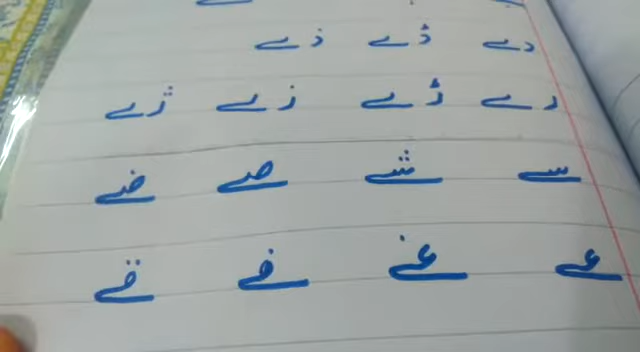 دے ڈے ذے
رے ڑے زے ژے
سے شے صے ضے
عے غے فے قے